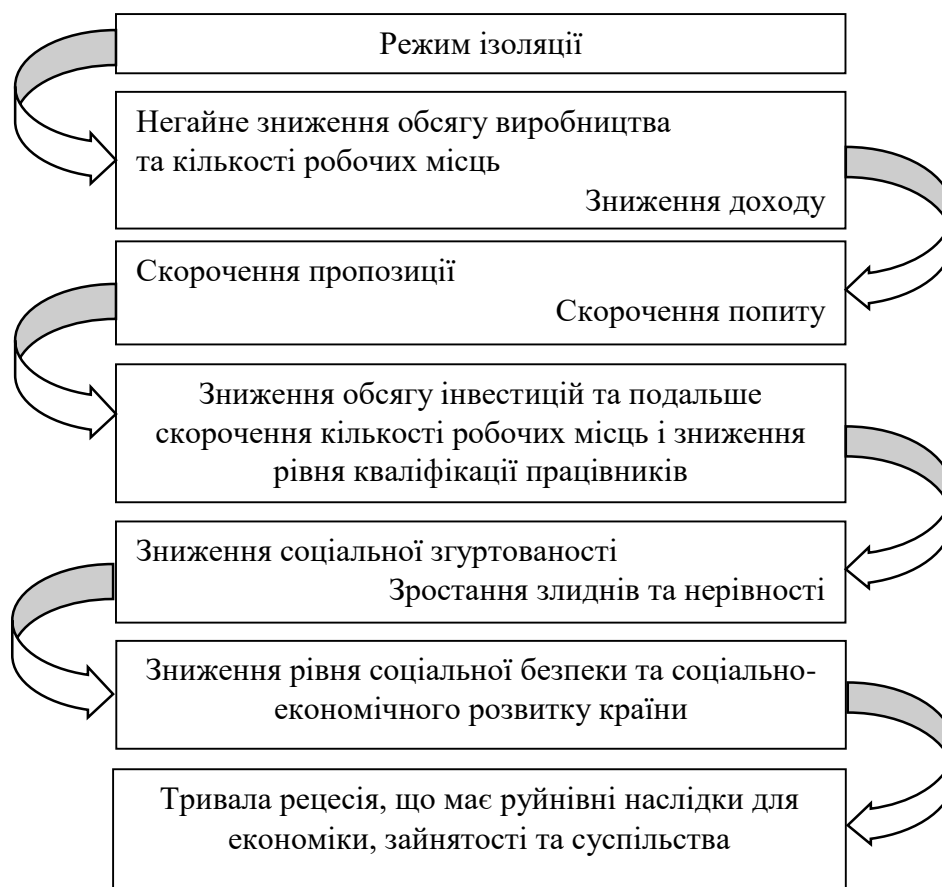 Режим ізоляції
Негайне зниження обсягу виробництва
та кількості робочих місць
Зниження доходу
Скорочення пропозиції
Скорочення попиту
Зниження обсягу інвестицій та подальше
скорочення кількості робочих місць і зниження
рівня кваліфікації працівників
Зниження соціальної згуртованості
Зростання злиднів та нерівності
Зниження рівня соціальної безпеки та соціально-
економічного розвитку країни
Тривала рецесія, що має руйнівні наслідки для
економіки, зайнятості та суспільства